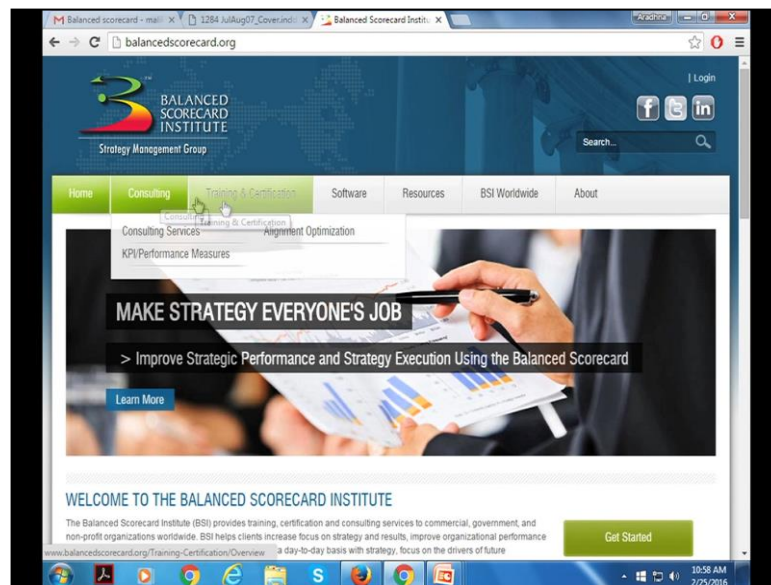 Balanced scorecard - mail
1284 JulAug07_Cover.indd
Balanced Scorecard Institu
Aradhna
balancedscorecard.org
| Login
BALANCED
SCORECARD
INSTITUTE
Strategy Management Group
Search...
Home
Consulting
Training & Certification
Software
Resources
BSI Worldwide
About
Consulting
Training & Certification
Consulting Services
Alignment Optimization
KPI/Performance Measures
MAKE STRATEGY EVERYONE'S JOB
> Improve Strategic Performance and Strategy Execution Using the Balanced Scorecard
Learn More
WELCOME TO THE BALANCED SCORECARD INSTITUTE
The Balanced Scorecard Institute (BSI) provides training, certification and consulting services to commercial, government, and
non-profit organizations worldwide. BSI helps clients increase focus on strategy and results, improve organizational performance
a day-to-day basis with strategy, focus on the drivers of future
Get Started
www.balancedscorecard.org/Training-Certification/Overview
10:58 AM
2/25/2016